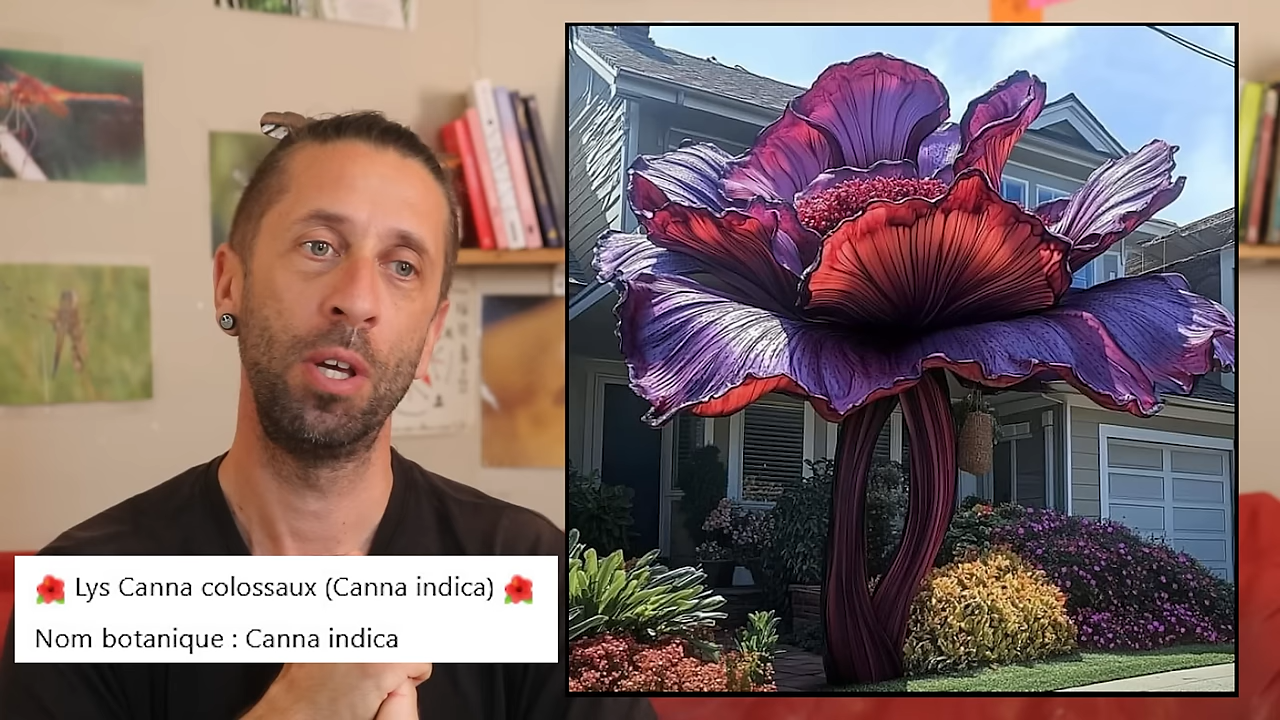 🌺 Lys Canna colossaux (Canna indica) 🌺
Nom botanique : Canna indica